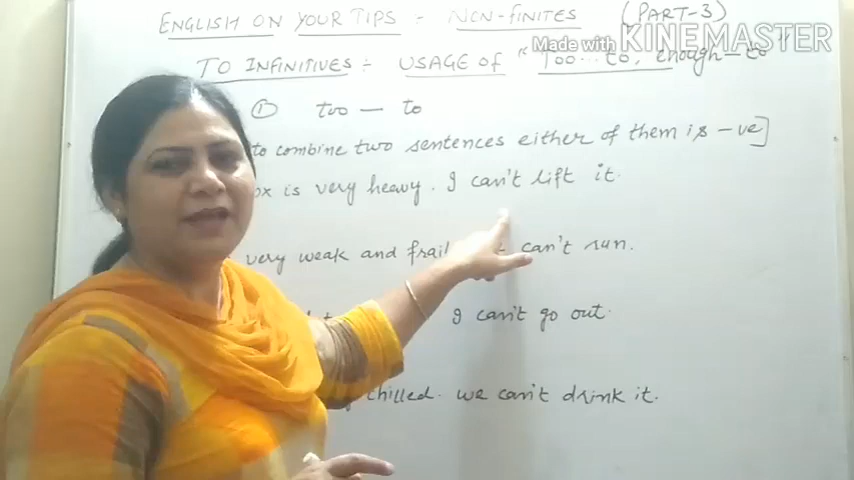 ENGLISH ON YOUR TIPS - NON-FINITES (PART-3)
Made with KINEMASTER
TO INFINITIVES ÷ USAGE OF "Too...to, enough-to"
① too — to
to combine two sentences either of them is -ve]
ox is very heavy. I can't lift it.
very weak and frail can't run.
I can't go out.
chilled. we can't drink it.